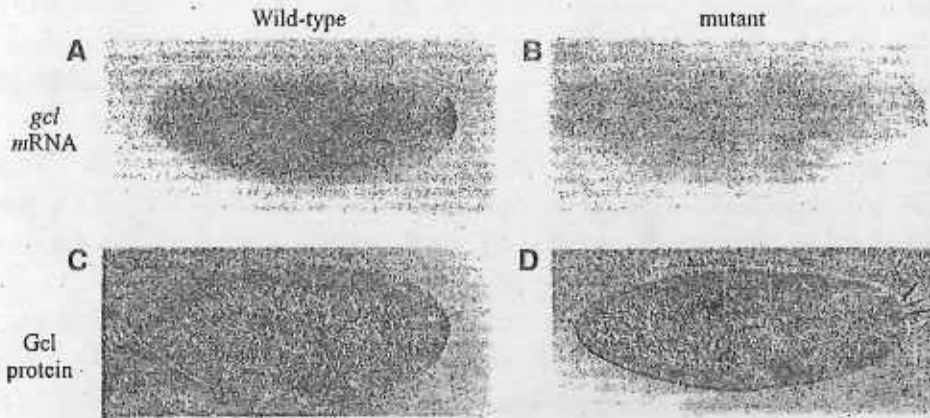 Wild-type
mutant
A
B
gcl
mRNA
C
D
Gcl
protein